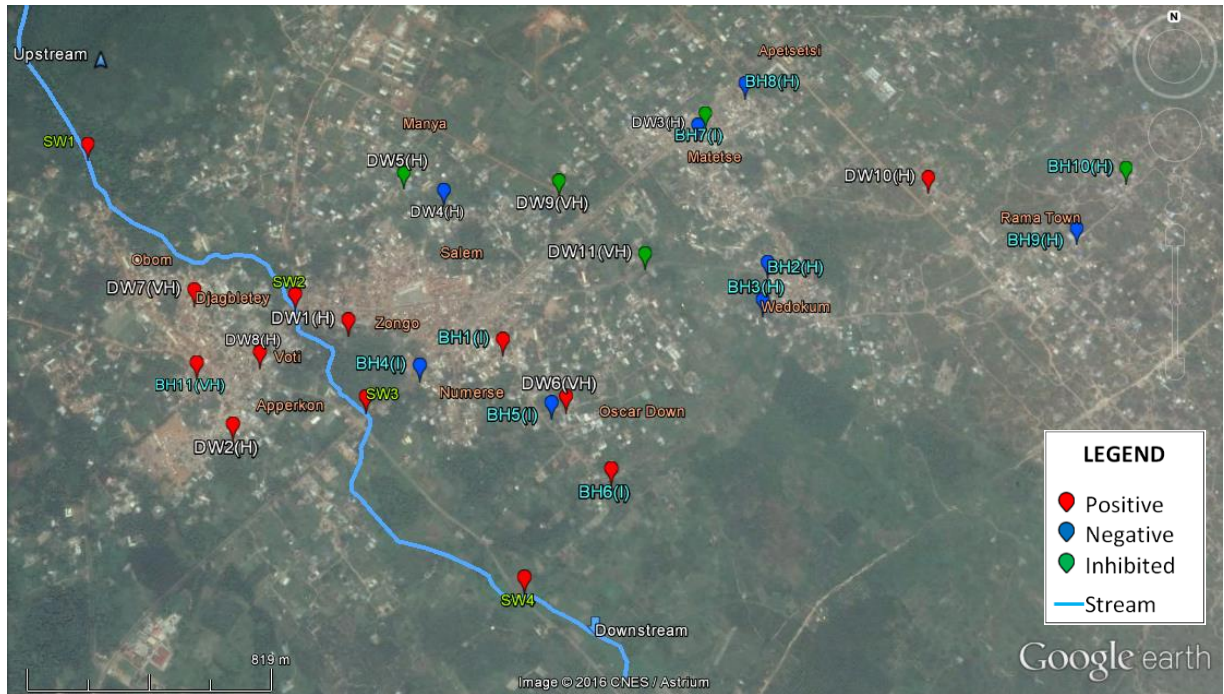 N
Upstream
Apetsetsi
BH8(H)
Manya
DW3(H)
BH7(I)
SW1
Matetse
DW5(H)
BH10(H)
DW10(H)
DW9(VH)
DW4(H)
Rama Town
BH9(H)
Salem
DW11(VH)
Obom
BH2(H)
SW2
DW7(VH)
BH3(H)
Djagbletey
Wedokum
DW1(H)
Zongo
DW8(H)
BH1(I)
Voti
BH4(I)
BH11(VH)
DW6(VH)
SW3
Numerse
Apperkon
BH5(I)
Oscar Down
DW2(H)
BH6(I)
LEGEND
Positive
Negative
Inhibited
Stream
SW4
Downstream
819 m
Image © 2016 CNES / Astrium
Google earth